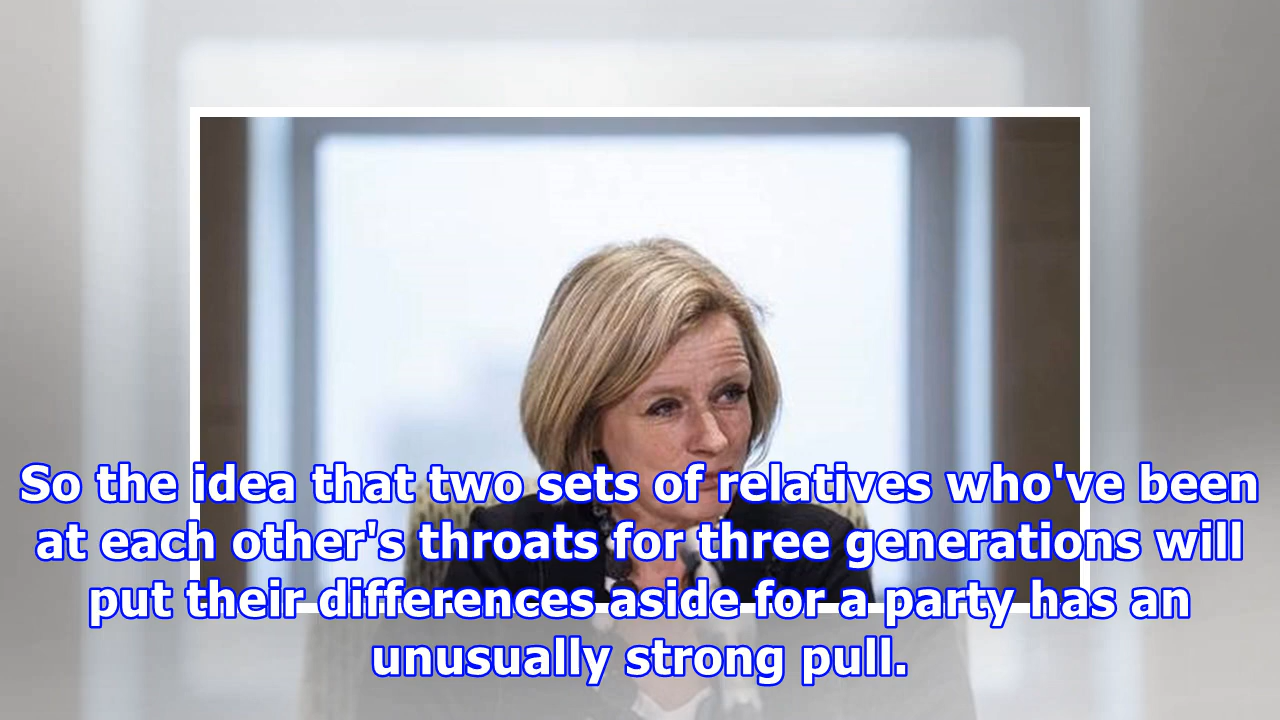 So the idea that two sets of relatives who've been
at each other's throats for three generations will
put their differences aside for a party has an
unusually strong pull.